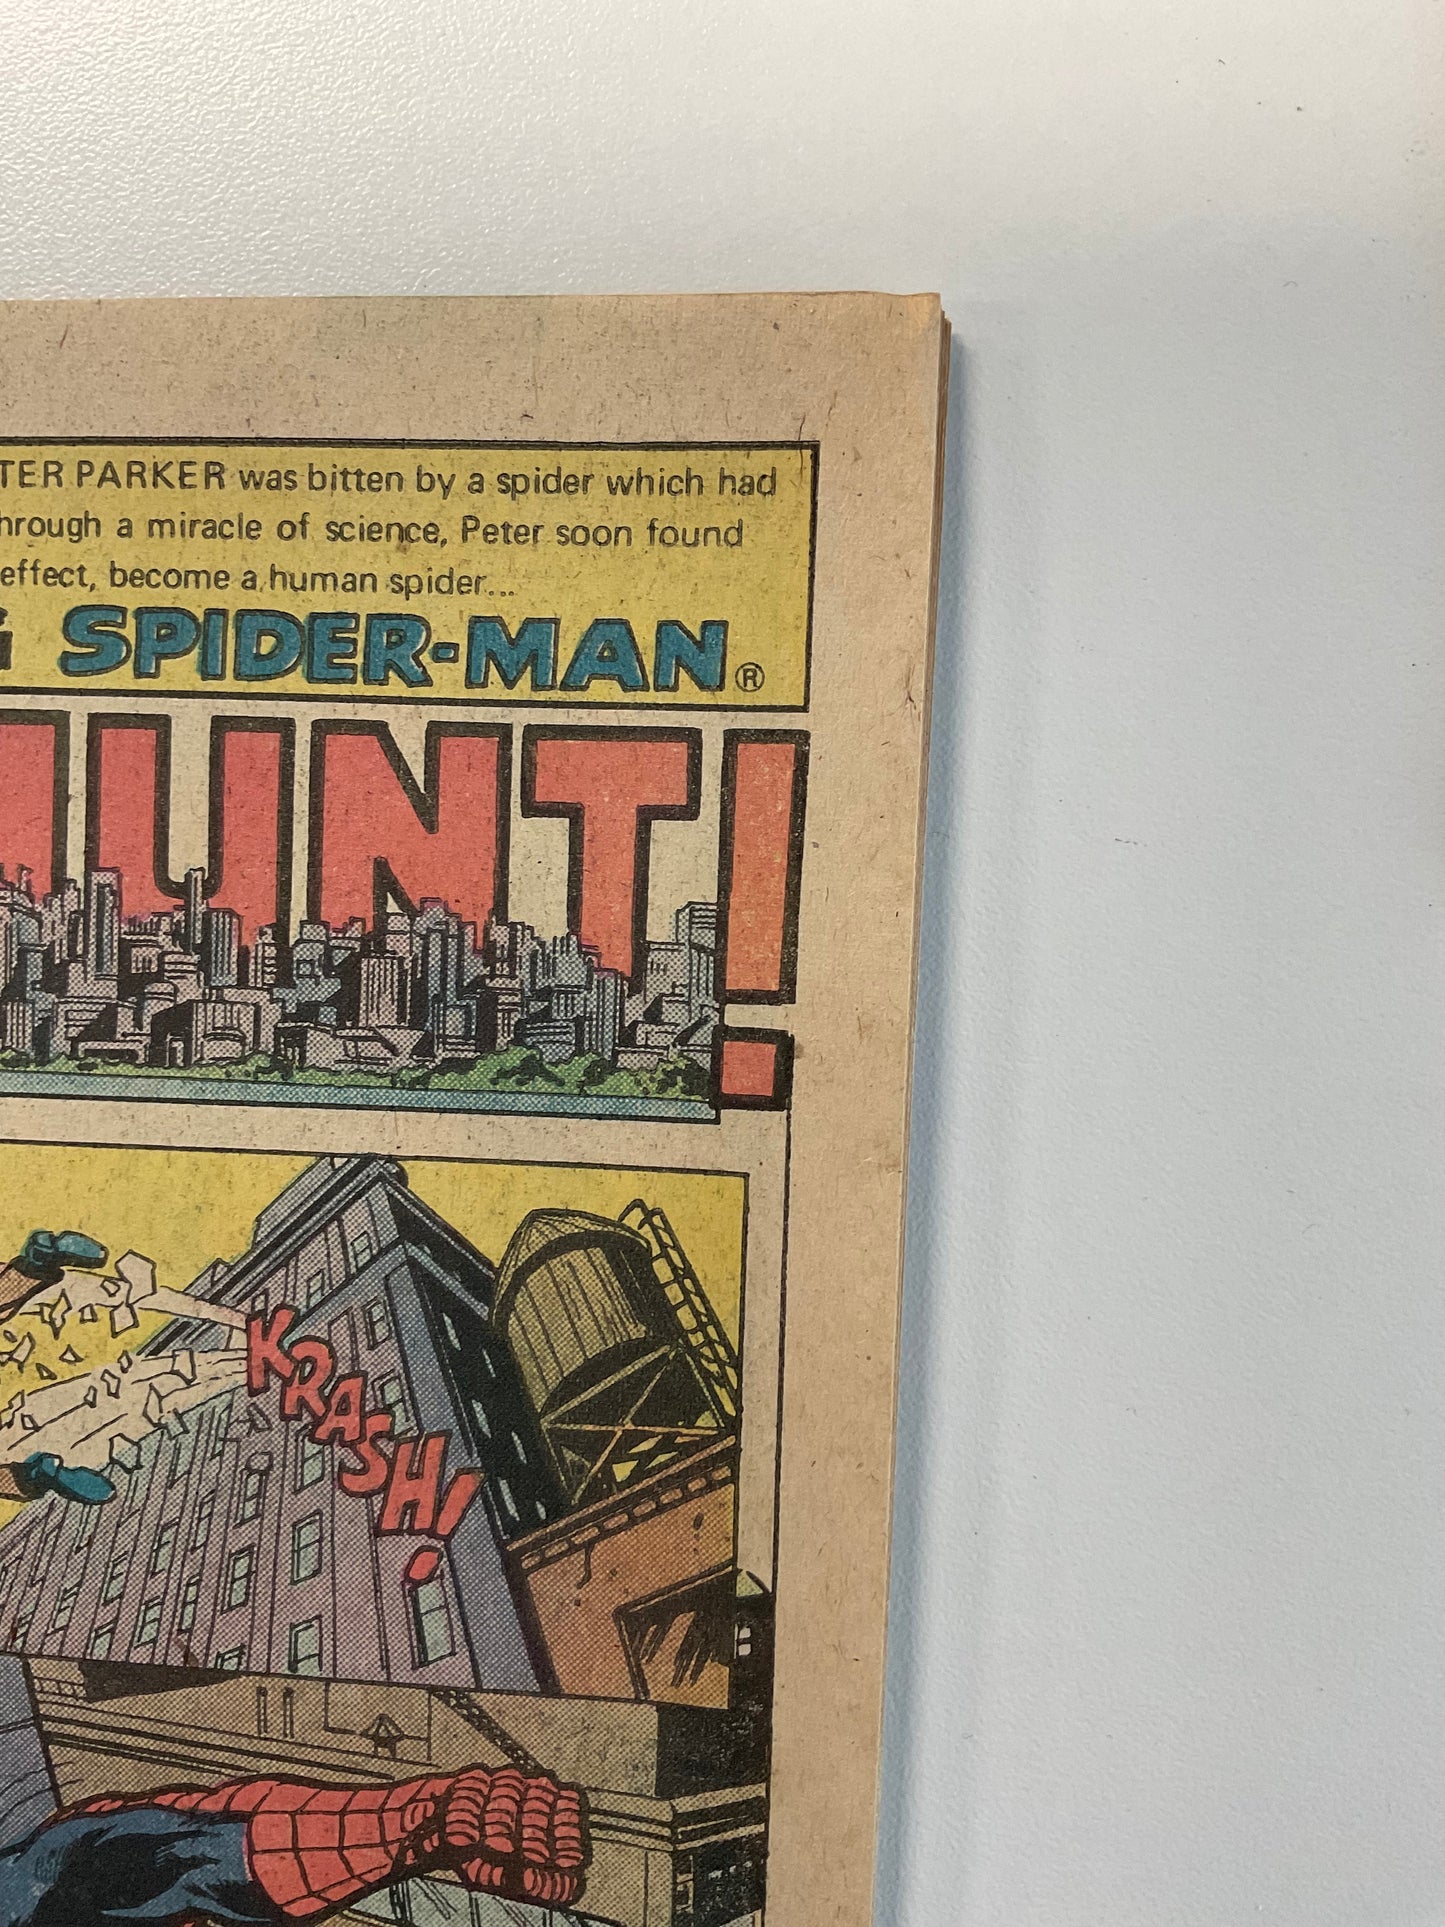 TER PARKER was bitten by a spider which had
hrough a miracle of science, Peter soon found
effect, become a human spider...
G SPIDER-MAN®
HUNT!
KRASH!